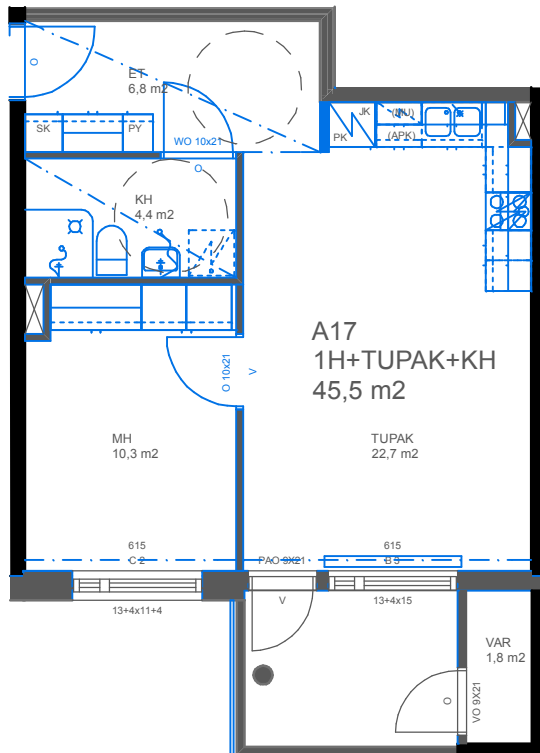 O
ET
6,8 m2
SK
PY
WO 10x21
O
JK
(MU)
PK
(APK)
KH
4,4 m2
A17
1H+TUPAK+KH
45,5 m2
O 10x21
V
MH
10,3 m2
TUPAK
22,7 m2
615
C 2
PAO 9X21
615
B 3
13+4x11+4
V
13+4x15
VAR
1,8 m2
O
VO 9X21